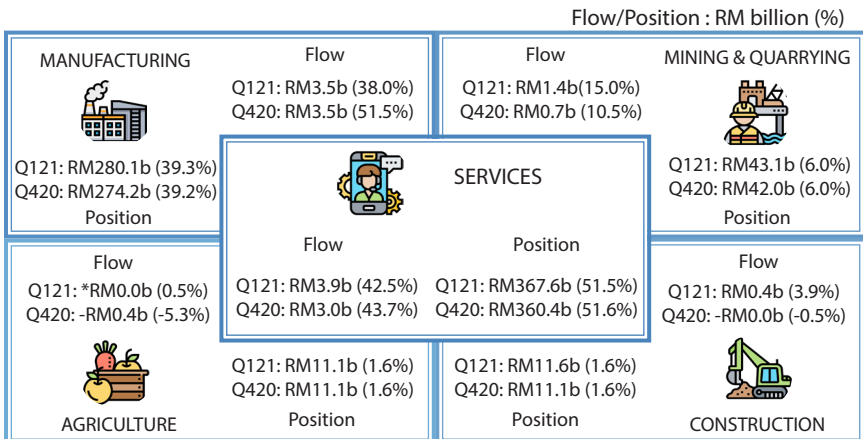 Flow/Position : RM billion (%)
MANUFACTURING
Flow
Q121: RM3.5b (38.0%)
Q420: RM3.5b (51.5%)
Q121: RM280.1b (39.3%)
Q420: RM274.2b (39.2%)
Position
Flow
MINING & QUARRYING
Q121: RM1.4b(15.0%)
Q420: RM0.7b (10.5%)
Q121: RM43.1b (6.0%)
Q420: RM42.0b (6.0%)
Position
SERVICES
Flow
Q121: RM3.9b (42.5%)
Q420: RM3.0b (43.7%)
Position
Q121: RM367.6b (51.5%)
Q420: RM360.4b (51.6%)
Flow
Q121: *RM0.0b (0.5%)
Q420: -RM0.4b (-5.3%)
AGRICULTURE
Q121: RM11.1b (1.6%)
Q420: RM11.1b (1.6%)
Position
Flow
Q121: RM0.4b (3.9%)
Q420: -RM0.0b (-0.5%)
Q121: RM11.6b (1.6%)
Q420: RM11.1b (1.6%)
Position
CONSTRUCTION